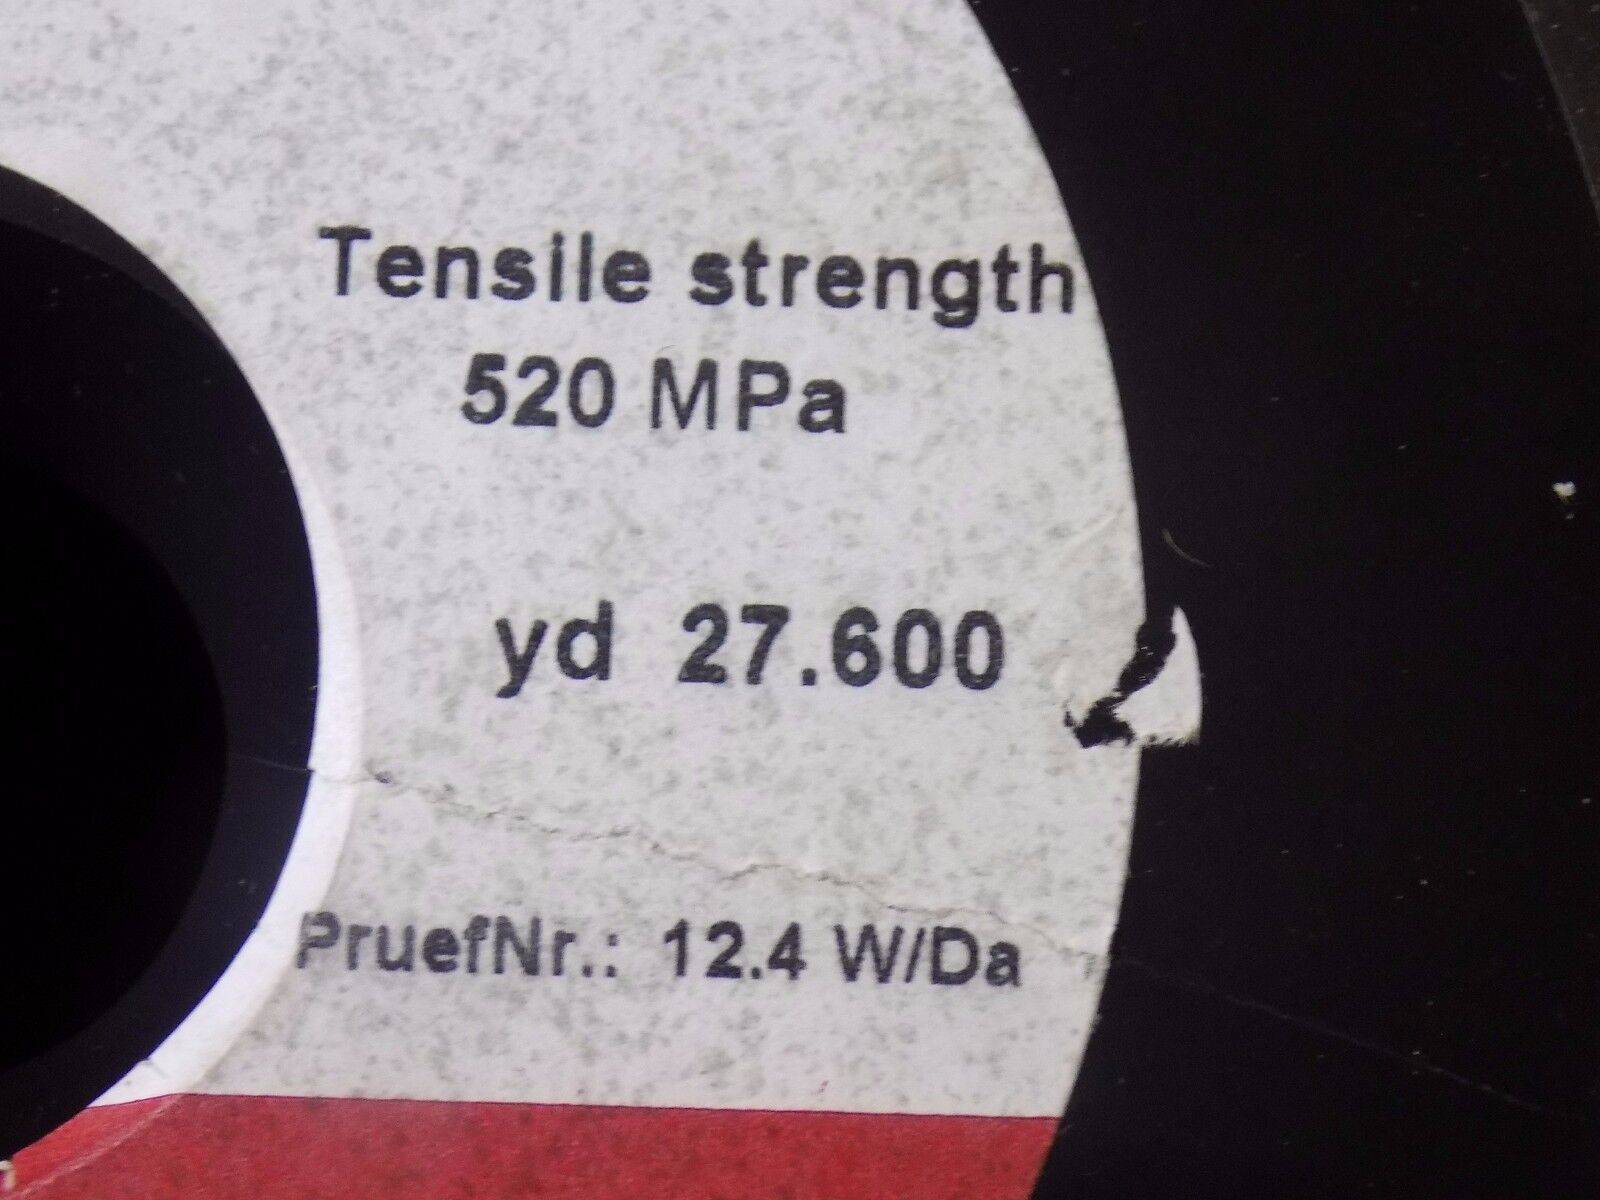 Tensile strength
520 MPa
yd 27.600
PruefNr.: 12.4 W/Da